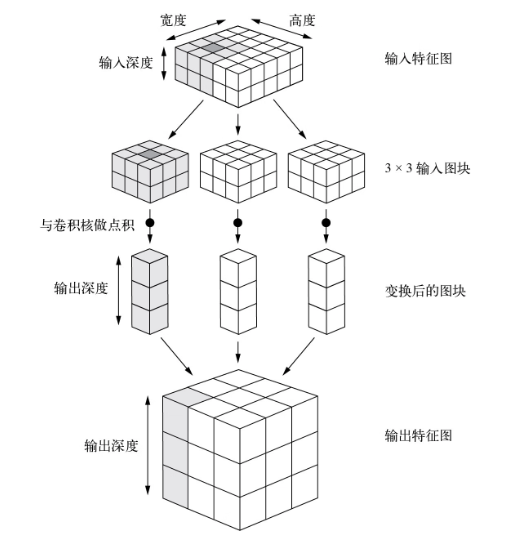 宽度
高度
输入深度
输入特征图
3 × 3 输入图块
与卷积核做点积
输出深度
变换后的图块
输出深度
输出特征图